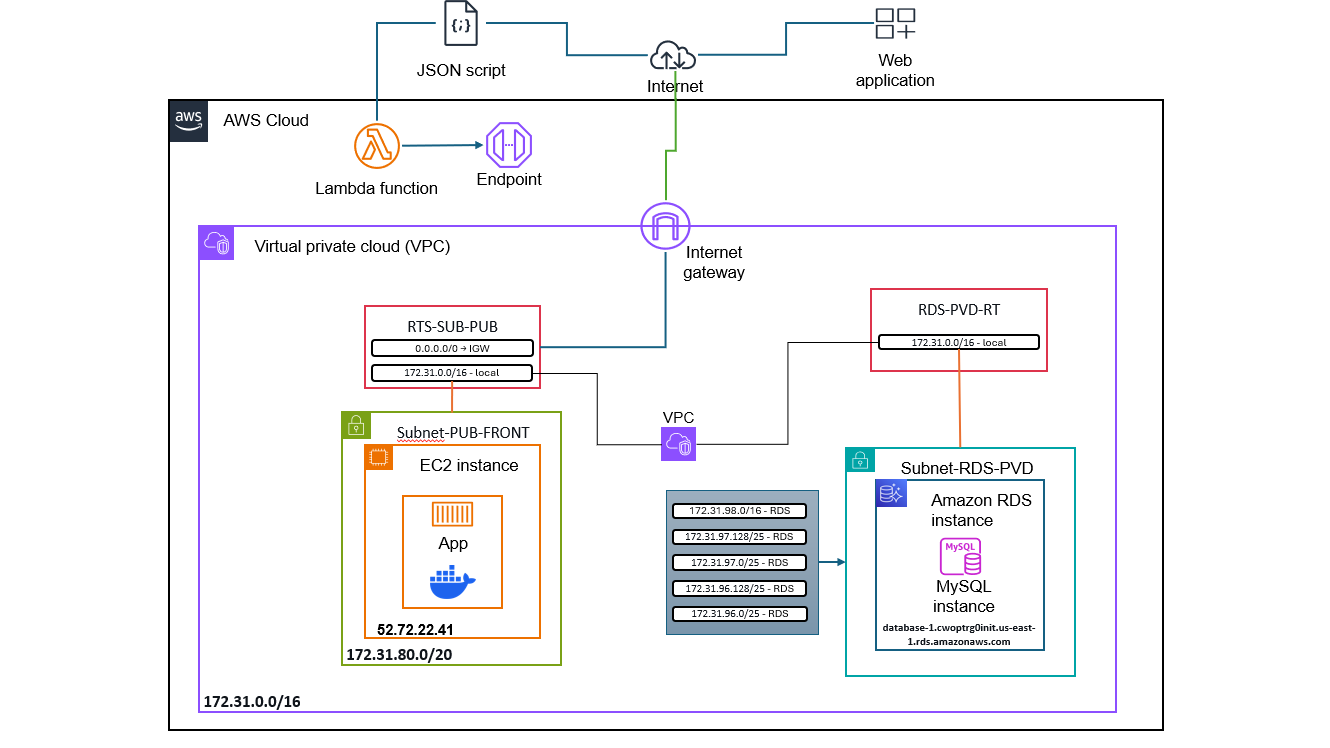 {;}
JSON script
Internet
Web
application
aws
AWS Cloud
Lambda function
Endpoint
Virtual private cloud (VPC)
Internet
gateway
RTS-SUB-PUB
0.0.0.0/0 → IGW
172.31.0.0/16 - local
RDS-PVD-RT
172.31.0.0/16 - local
VPC
Subnet-PUB-FRONT
EC2 instance
App
52.72.22.41
172.31.80.0/20
172.31.98.0/16 - RDS
172.31.97.128/25 - RDS
172.31.97.0/25 - RDS
172.31.96.128/25 - RDS
172.31.96.0/25 - RDS
Subnet-RDS-PVD
Amazon RDS
instance
MySQL
MySQL
instance
database-1.cwoptrg0init.us-east-
1.rds.amazonaws.com
172.31.0.0/16